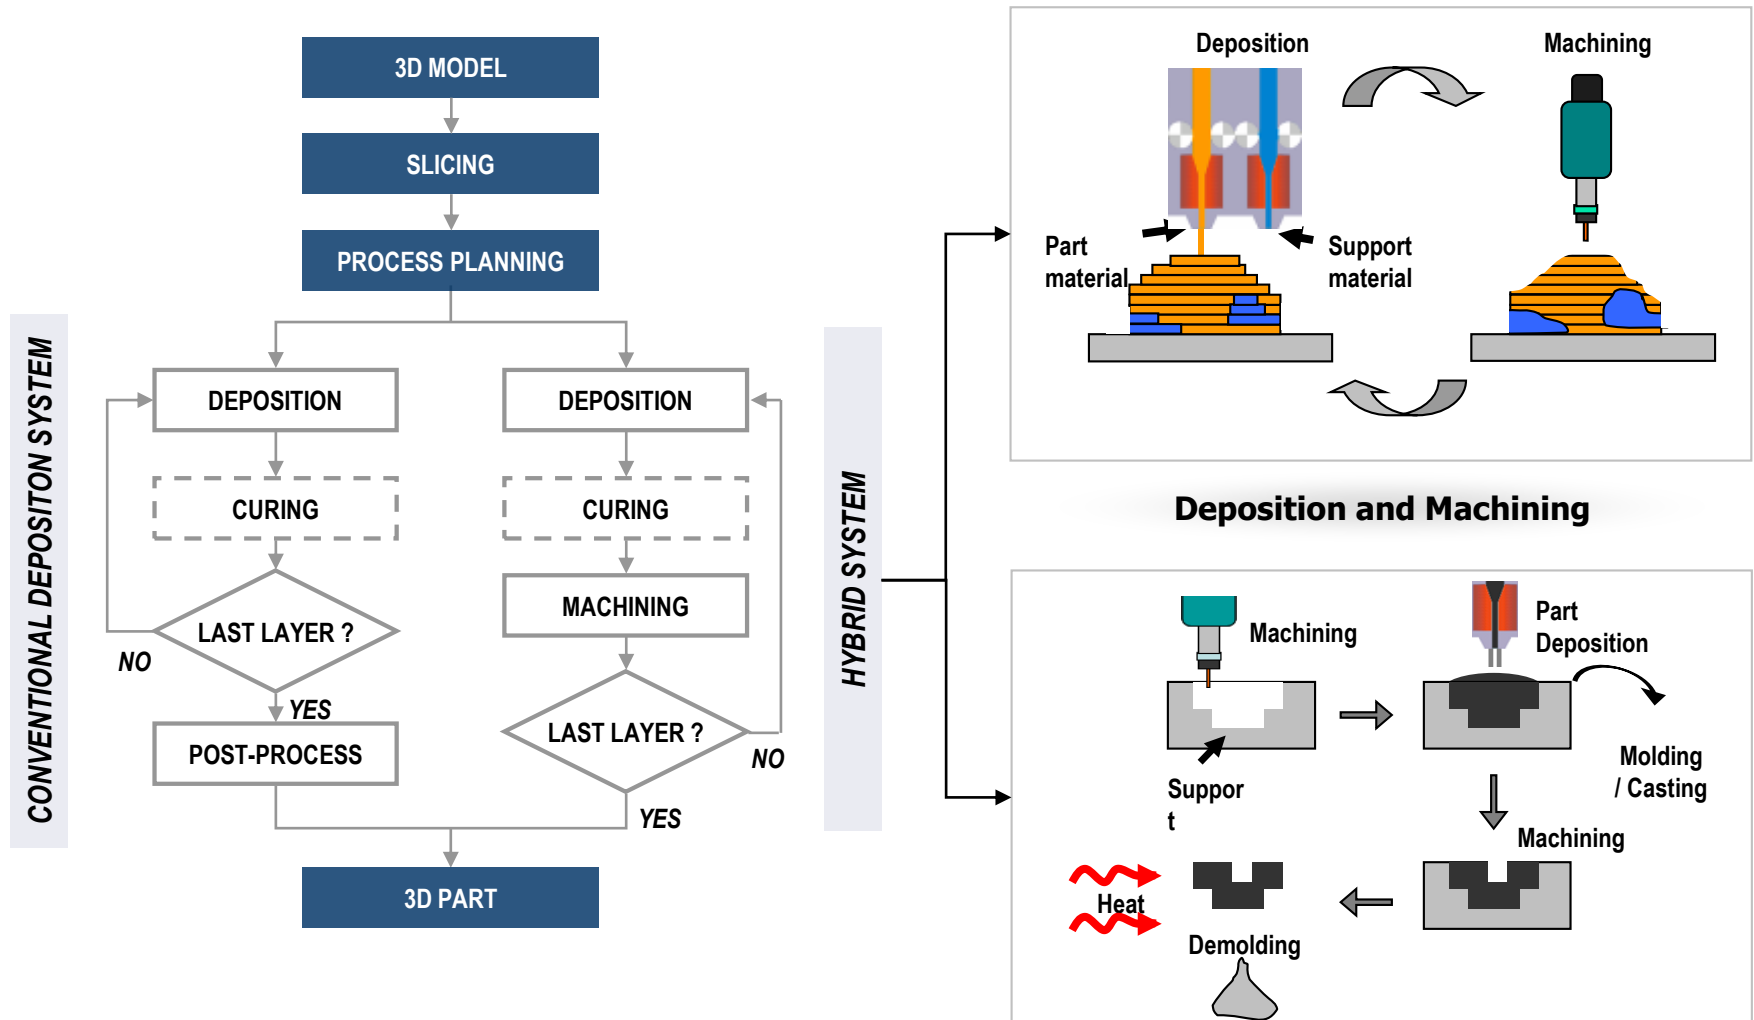 3D MODEL
SLICING
PROCESS PLANNING
CONVENTIONAL DEPOSITON SYSTEM
DEPOSITION
CURING
LAST LAYER ?
NO
YES
POST-PROCESS
DEPOSITION
CURING
MACHINING
LAST LAYER ?
NO
YES
3D PART
HYBRID SYSTEM
Deposition
Machining
Part
material
Support
material
Deposition and Machining
Machining
Suppor
t
Part
Deposition
Molding
/ Casting
Machining
Heat
Demolding